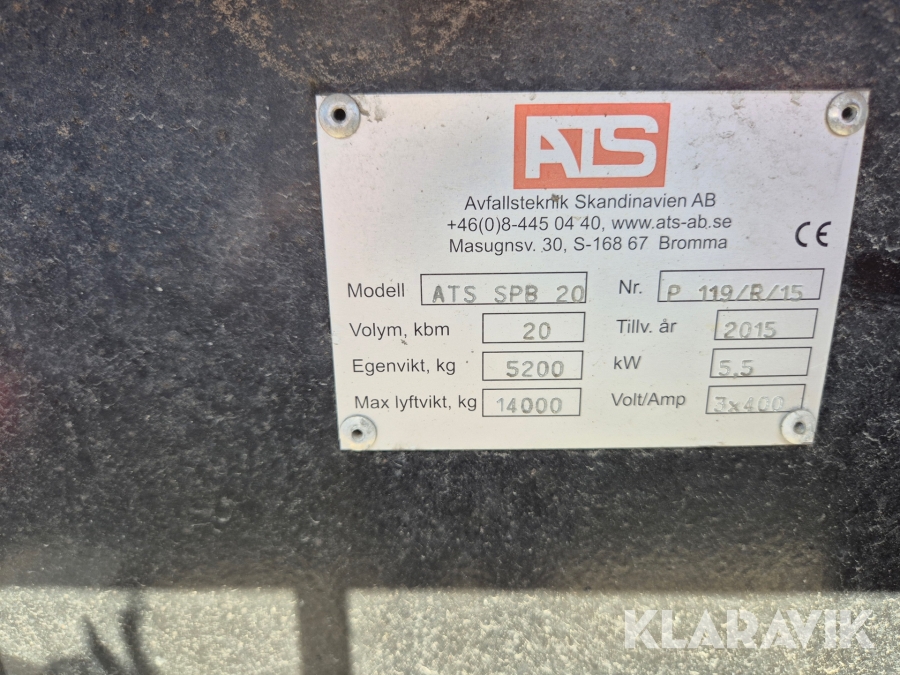 ATS
Avfallsteknik Skandinavien AB
+46(0)8-445 04 40, www.ats-ab.se
Masugnsv. 30, S-168 67 Bromma
CE
Modell ATS SPB 20 Nr. P 119/R/15
Volym, kbm 20 Tillv. år 2015
Egenvikt, kg 5200 kW 5,5
Max lyftvikt, kg 14000 Volt/Amp 3x400
KLARAVIK